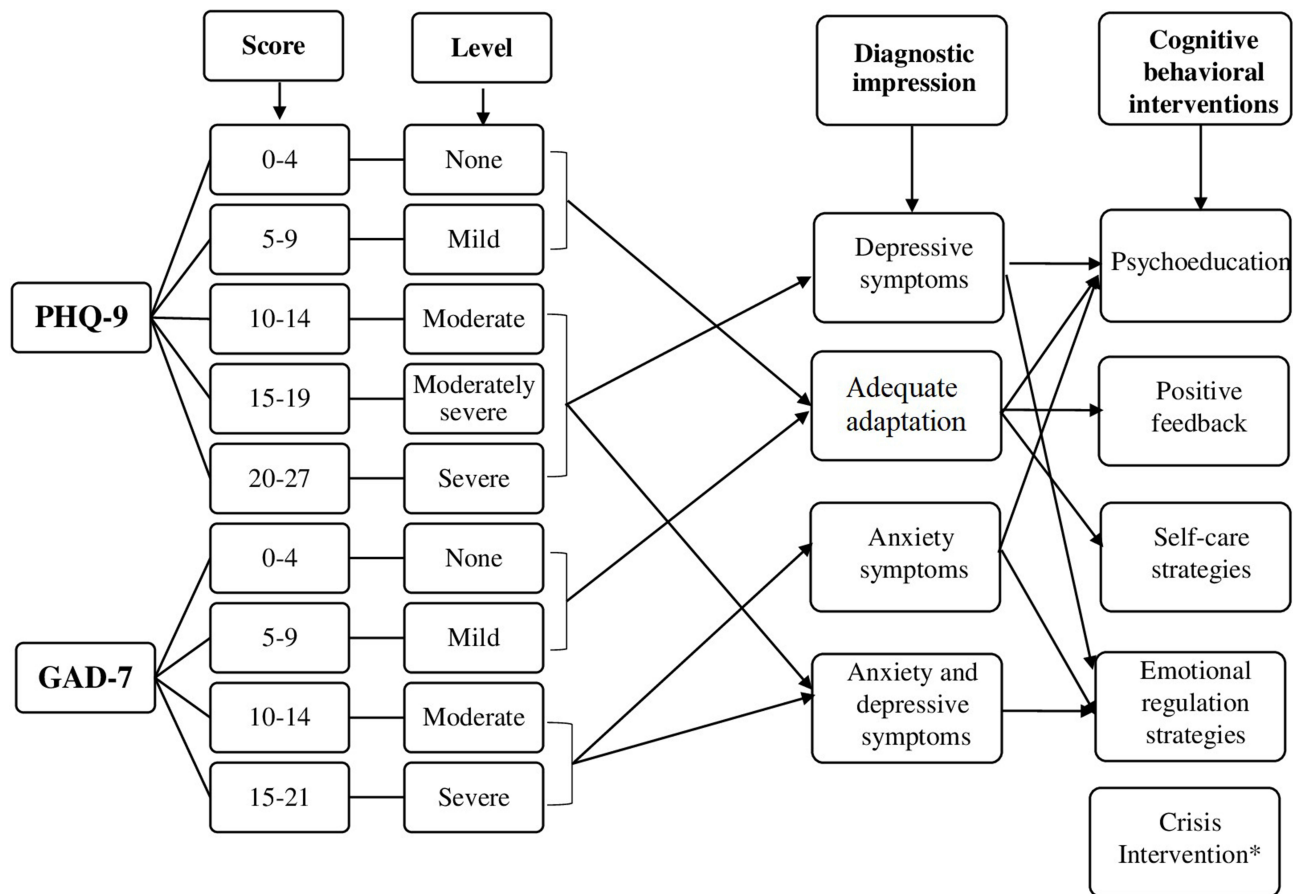 Score
Level
Diagnostic
impression
Cognitive
behavioral
interventions
PHQ-9
0-4
None
5-9
Mild
10-14
Moderate
15-19
Moderately
severe
20-27
Severe
GAD-7
0-4
None
5-9
Mild
10-14
Moderate
15-21
Severe
Depressive
symptoms
Adequate
adaptation
Anxiety
symptoms
Anxiety and
depressive
symptoms
Psychoeducation
Positive
feedback
Self-care
strategies
Emotional
regulation
strategies
Crisis
Intervention*